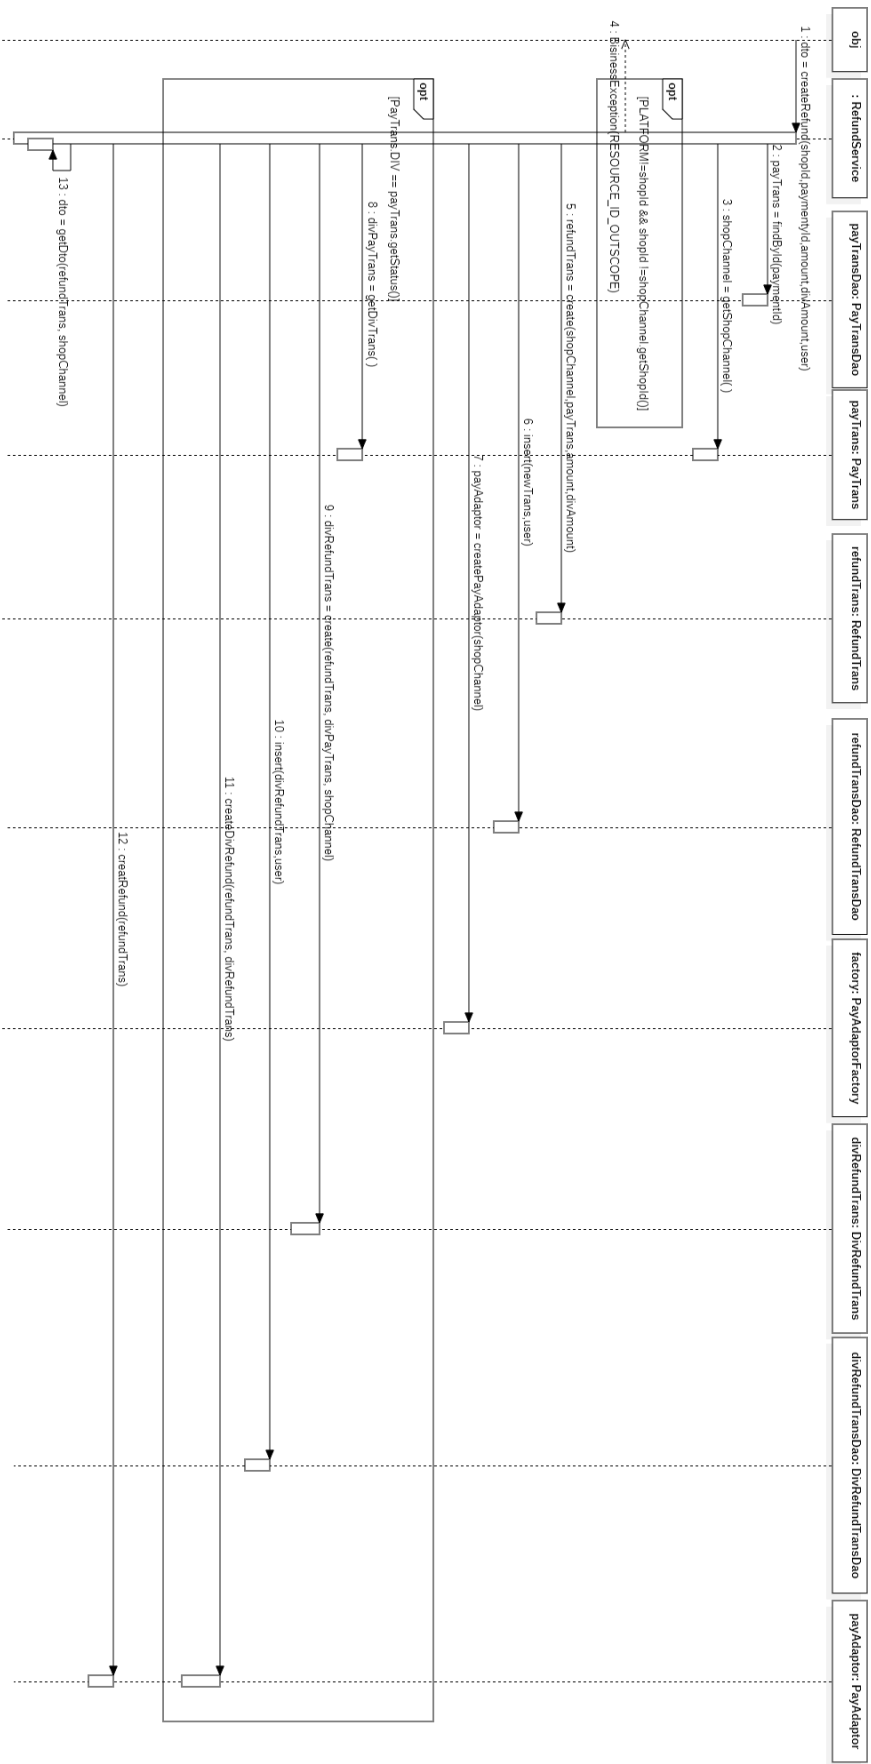 obj
: RefundService
payTransDao: PayTransDao
payTrans: PayTrans
refundTrans: RefundTrans
refundTransDao: RefundTransDao
factory: PayAdaptorFactory
divRefundTrans: DivRefundTrans
divRefundTransDao: DivRefundTransDao
payAdaptor: PayAdaptor
1 : dto = createRefund(shopId,paymentyId,amount,divAmount,user)
2 : payTrans = findById(paymentId)
3 : shopChannel = getShopChannel( )
opt
[PLATFORM!=shopId && shopId !=shopChannel.getShopId()]
4 : BisinessException(RESOURCE_ID_OUTSCOPE)
5 : refundTrans = create(shopChannel,payTrans,amount,divAmount)
6 : insert(newTrans,user)
7 : payAdaptor = createPayAdaptor(shopChannel)
opt
[PayTrans.DIV == payTrans.getStatus()]
8 : divPayTrans = getDivTrans( )
9 : divRefundTrans = create(refundTrans, divPayTrans, shopChannel)
10 : insert(divRefundTrans,user)
11 : createDivRefund(refundTrans, divRefundTrans)
12 : creatRefund(refundTrans)
13 : dto = getDto(refundTrans, shopChannel)